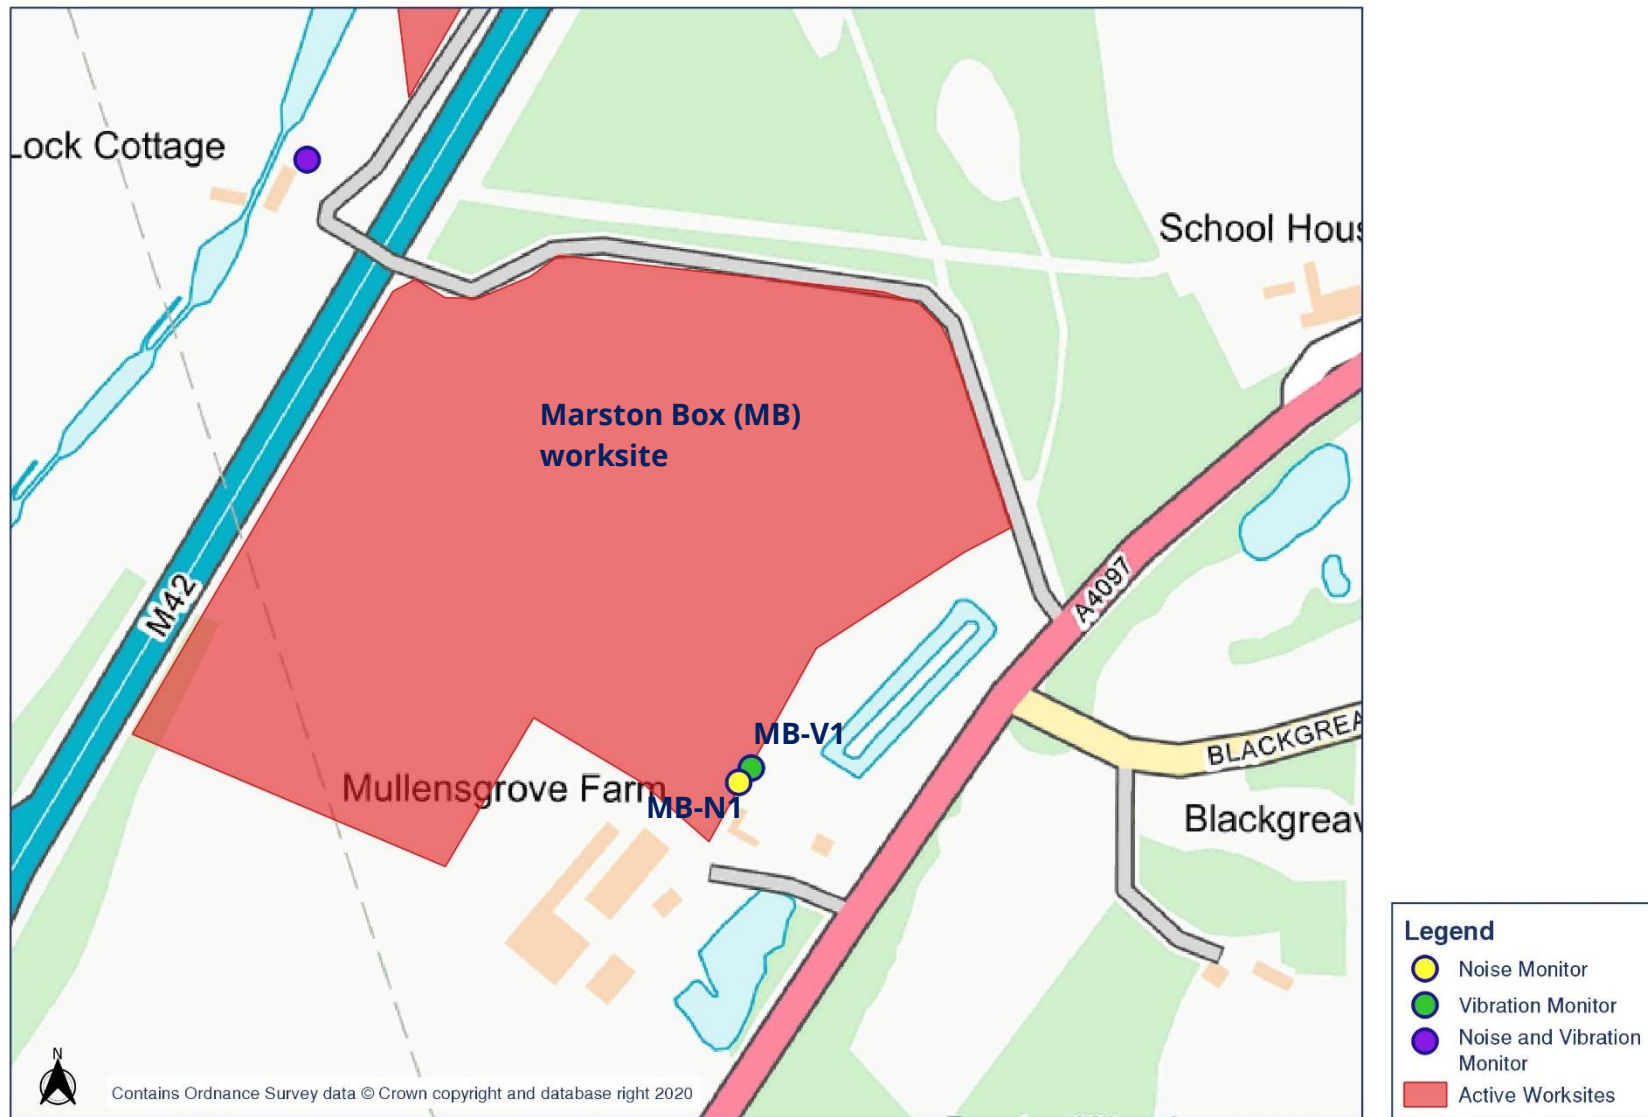 Lock Cottage
School Hous
Marston Box (MB)
worksite
M42
A4097
MB-V1
BLACKGREA
Mullensgrove Farm
MB-N1
Blackgreav
N
Contains Ordnance Survey data © Crown copyright and database right 2020
Legend
Noise Monitor
Vibration Monitor
Noise and Vibration
Monitor
Active Worksites